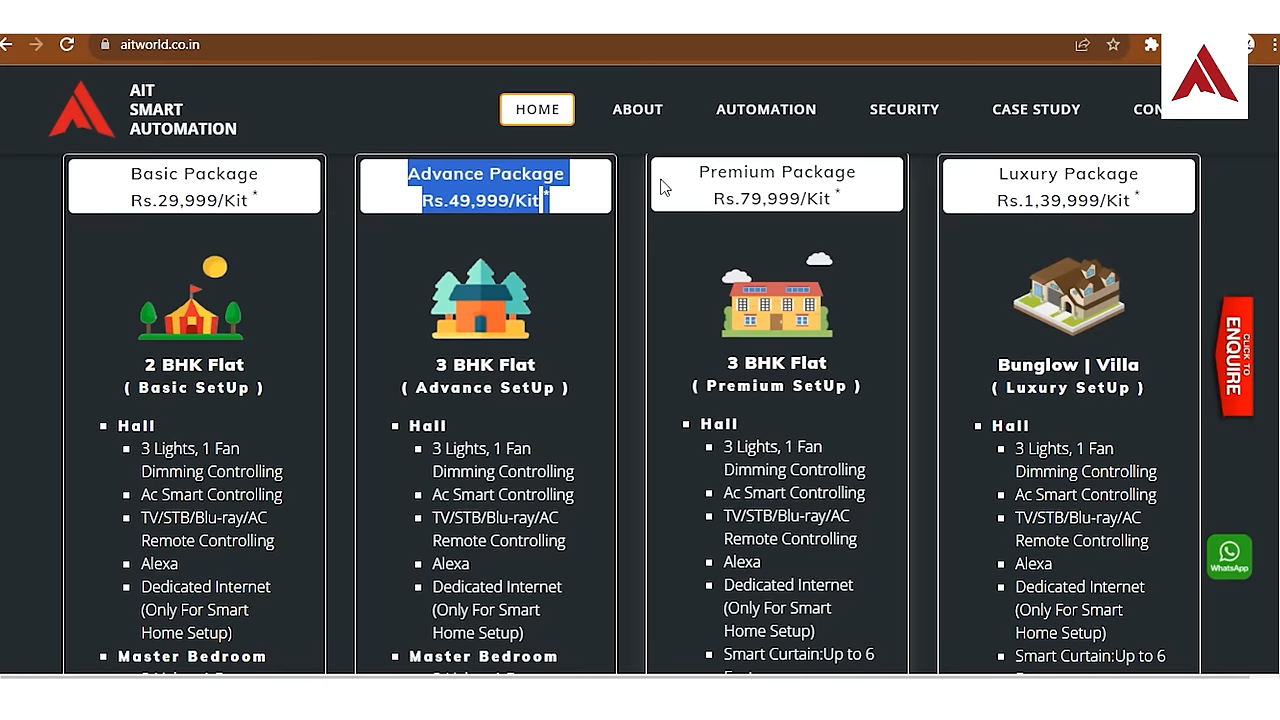 aitworld.co.in
AIT
SMART
AUTOMATION
HOME
ABOUT
AUTOMATION
SECURITY
CASE STUDY
CON
Basic Package
Rs.29,999/Kit *
2 BHK Flat
( Basic SetUp )
Hall
3 Lights, 1 Fan
Dimming Controlling
Ac Smart Controlling
TV/STB/Blu-ray/AC
Remote Controlling
Alexa
Dedicated Internet
(Only For Smart
Home Setup)
Master Bedroom
Advance Package
Rs.49,999/Kit *
3 BHK Flat
( Advance SetUp )
Hall
3 Lights, 1 Fan
Dimming Controlling
Ac Smart Controlling
TV/STB/Blu-ray/AC
Remote Controlling
Alexa
Dedicated Internet
(Only For Smart
Home Setup)
Master Bedroom
Premium Package
Rs.79,999/Kit *
3 BHK Flat
( Premium SetUp )
Hall
3 Lights, 1 Fan
Dimming Controlling
Ac Smart Controlling
TV/STB/Blu-ray/AC
Remote Controlling
Alexa
Dedicated Internet
(Only For Smart
Home Setup)
Smart Curtain:Up to 6
Luxury Package
Rs.1,39,999/Kit *
Bunglow | Villa
( Luxury SetUp )
Hall
3 Lights, 1 Fan
Dimming Controlling
Ac Smart Controlling
TV/STB/Blu-ray/AC
Remote Controlling
Alexa
Dedicated Internet
(Only For Smart
Home Setup)
Smart Curtain:Up to 6
CLICK TO
ENQUIRE
WhatsApp